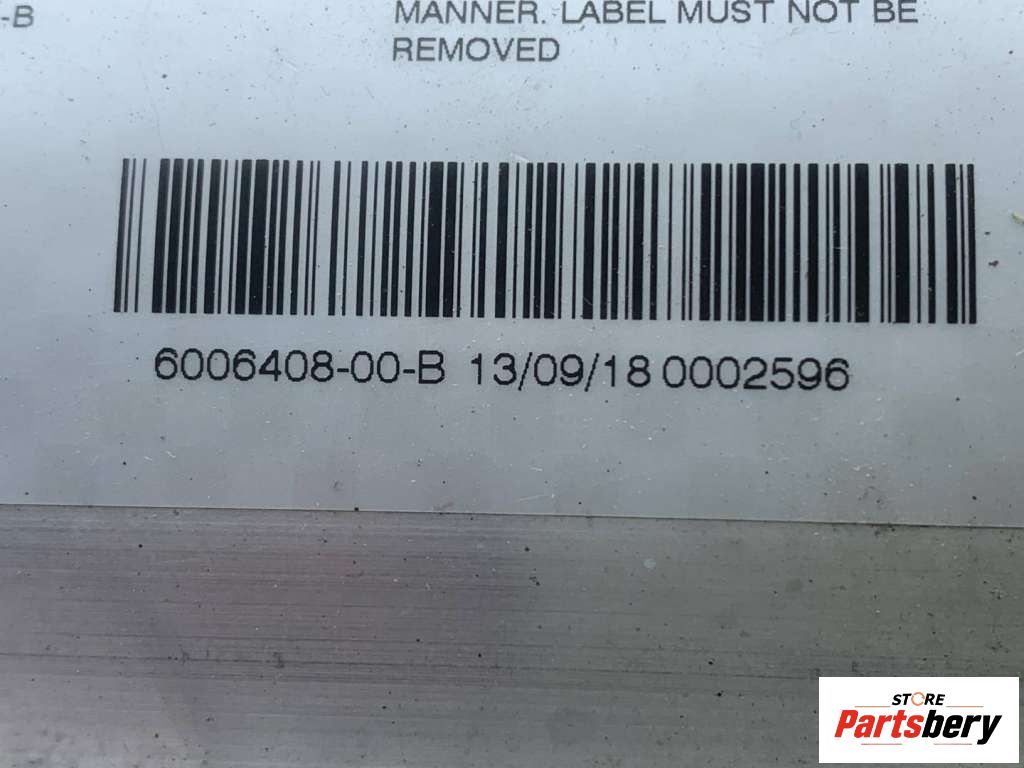 -B
MANNER. LABEL MUST NOT BE
REMOVED
6006408-00-B 13/09/18 0002596
STORE
Partsbery